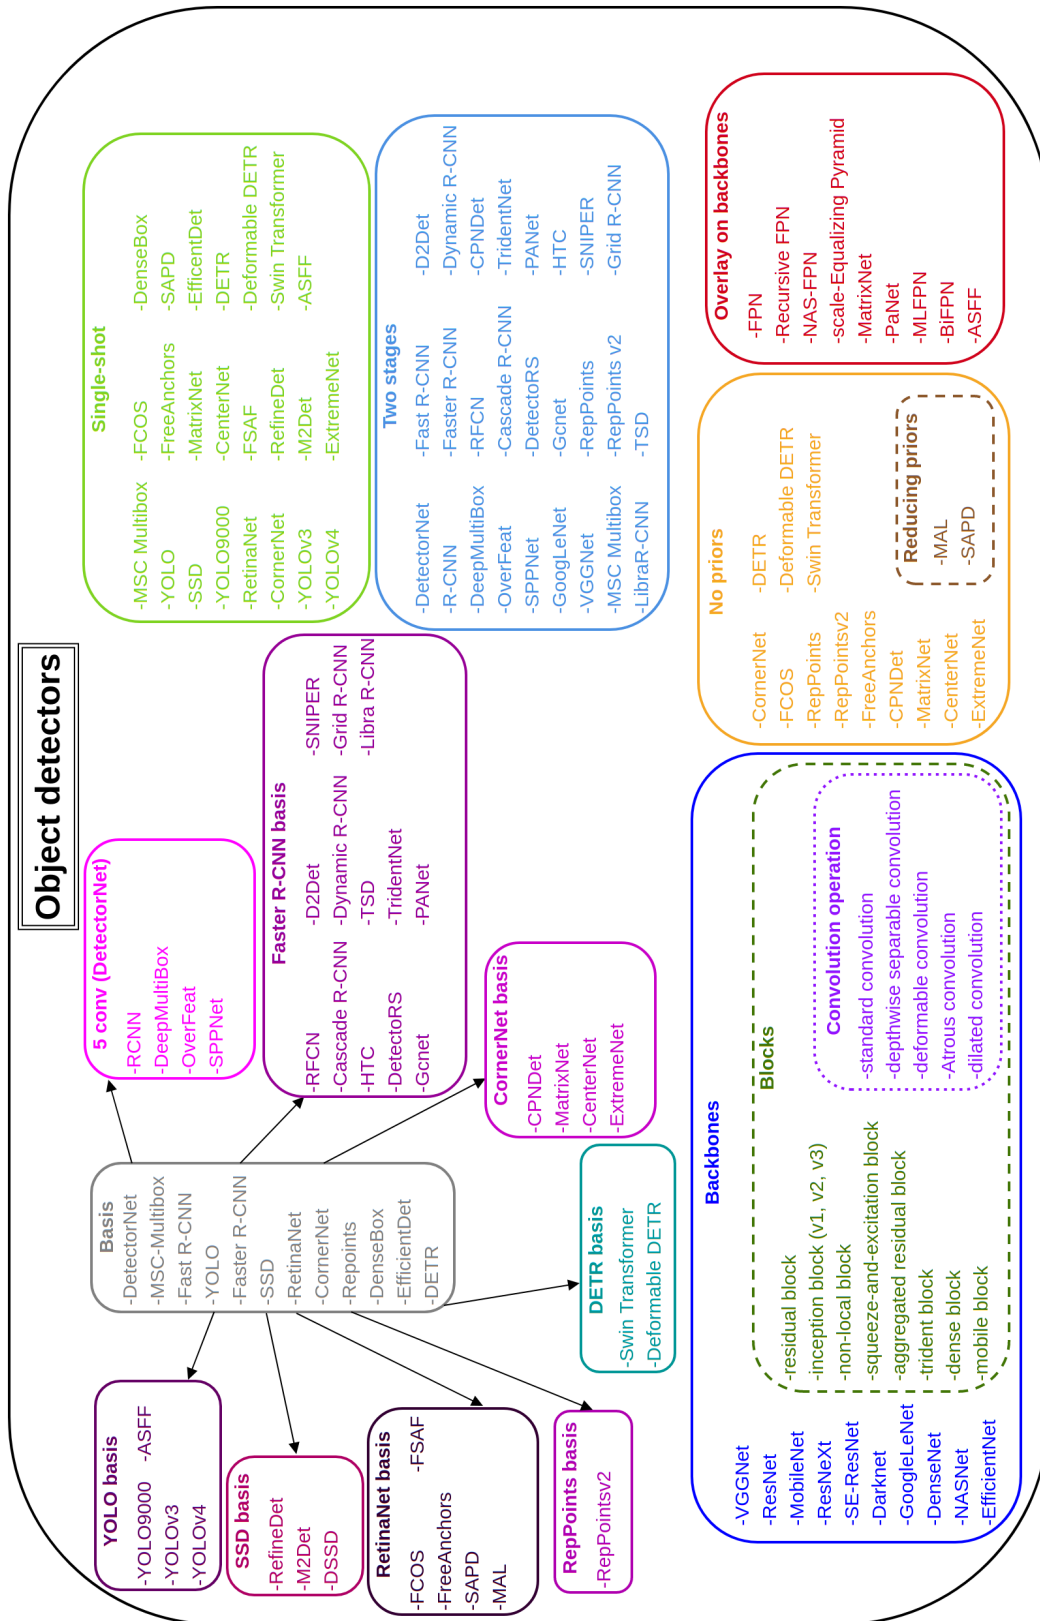 Object detectors
YOLO basis
-YOLO9000
-YOLOv3
-YOLOv4
-ASFF
SSD basis
-RefineDet
-M2Det
-DSSD
RetinaNet basis
-FCOS
-FreeAnchors
-SAPD
-MAL
-FSAF
RepPoints basis
-RepPointsv2
Basis
-DetectorNet
-MSC-Multibox
-Fast R-CNN
-YOLO
-Faster R-CNN
-SSD
-RetinaNet
-CornerNet
-Repoints
-DenseBox
-EfficientDet
-DETR
DETR basis
-Swin Transformer
-Deformable DETR
5 conv (DetectorNet)
-RCNN
-DeepMultiBox
-OverFeat
-SPPNet
Faster R-CNN basis
-RFCN
-Cascade R-CNN
-HTC
-DetectoRS
-Gcnet
-D2Det
-Dynamic R-CNN
-TSD
-TridentNet
-PANet
-SNIPER
-Grid R-CNN
-Libra R-CNN
CornerNet basis
-CPNDet
-MatrixNet
-CenterNet
-ExtremeNet
Single-shot
-MSC Multibox
-YOLO
-SSD
-YOLO9000
-RetinaNet
-CornerNet
-YOLOv3
-YOLOv4
-FCOS
-FreeAnchors
-MatrixNet
-CenterNet
-FSAF
-RefineDet
-M2Det
-ExtremeNet
-DenseBox
-SAPD
-EfficentDet
-DETR
-Deformable DETR
-Swin Transformer
-ASFF
Two stages
-DetectorNet
-R-CNN
-DeepMultiBox
-OverFeat
-SPPNet
-GoogLeNet
-VGGNet
-MSC Multibox
-LibraR-CNN
-Fast R-CNN
-Faster R-CNN
-RFCN
-Cascade R-CNN
-DetectoRS
-Gcnet
-RepPoints
-RepPoints v2
-TSD
-D2Det
-Dynamic R-CNN
-CPNDet
-TridentNet
-PANet
-HTC
-SNIPER
-Grid R-CNN
Backbones
-VGGNet
-ResNet
-MobileNet
-ResNeXt
-SE-ResNet
-Darknet
-GoogleLeNet
-DenseNet
-NASNet
-EfficientNet
Blocks
-residual block
-inception block (v1, v2, v3)
-non-local block
-squeeze-and-excitation block
-aggregated residual block
-trident block
-dense block
-mobile block
Convolution operation
-standard convolution
-depthwise separable convolution
-deformable convolution
-Atrous convolution
-dilated convolution
No priors
-CornerNet
-FCOS
-RepPoints
-RepPointsv2
-FreeAnchors
-CPNDet
-MatrixNet
-CenterNet
-ExtremeNet
-DETR
-Deformable DETR
-Swin Transformer
Reducing priors
-MAL
-SAPD
Overlay on backbones
-FPN
-Recursive FPN
-NAS-FPN
-scale-Equalizing Pyramid
-MatrixNet
-PaNet
-MLFPN
-BiFPN
-ASFF